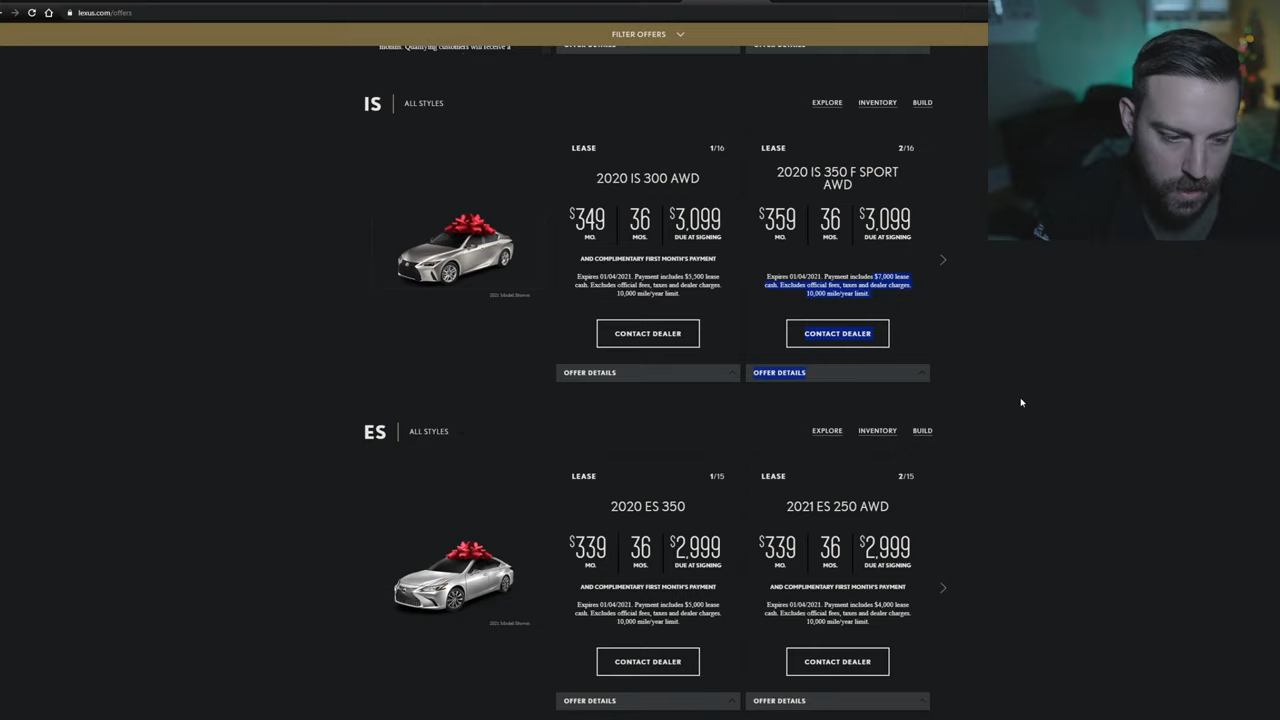 lexus.com/offers
FILTER OFFERS
months. Qualifying customers will receive a
OFFER DETAILS
OFFER DETAILS
IS
ALL STYLES
EXPLORE
INVENTORY
BUILD
LEASE
1/16
2020 IS 300 AWD
$349
MO.
36
MOS.
$3,099
DUE AT SIGNING
AND COMPLIMENTARY FIRST MONTH'S PAYMENT
Expires 01/04/2021. Payment includes $5,500 lease
cash. Excludes official fees, taxes and dealer charges.
10,000 mile/year limit.
CONTACT DEALER
OFFER DETAILS
LEASE
2/16
2020 IS 350 F SPORT
AWD
$359
MO.
36
MOS.
$3,099
DUE AT SIGNING
Expires 01/04/2021. Payment includes $7,000 lease
cash. Excludes official fees, taxes and dealer charges.
10,000 mile/year limit.
CONTACT DEALER
OFFER DETAILS
2021 Model Shown
ES
ALL STYLES
EXPLORE
INVENTORY
BUILD
LEASE
1/15
2020 ES 350
$339
MO.
36
MOS.
$2,999
DUE AT SIGNING
AND COMPLIMENTARY FIRST MONTH'S PAYMENT
Expires 01/04/2021. Payment includes $5,000 lease
cash. Excludes official fees, taxes and dealer charges.
10,000 mile/year limit.
CONTACT DEALER
OFFER DETAILS
LEASE
2/15
2021 ES 250 AWD
$339
MO.
36
MOS.
$2,999
DUE AT SIGNING
AND COMPLIMENTARY FIRST MONTH'S PAYMENT
Expires 01/04/2021. Payment includes $4,000 lease
cash. Excludes official fees, taxes and dealer charges.
10,000 mile/year limit.
CONTACT DEALER
OFFER DETAILS
2021 Model Shown